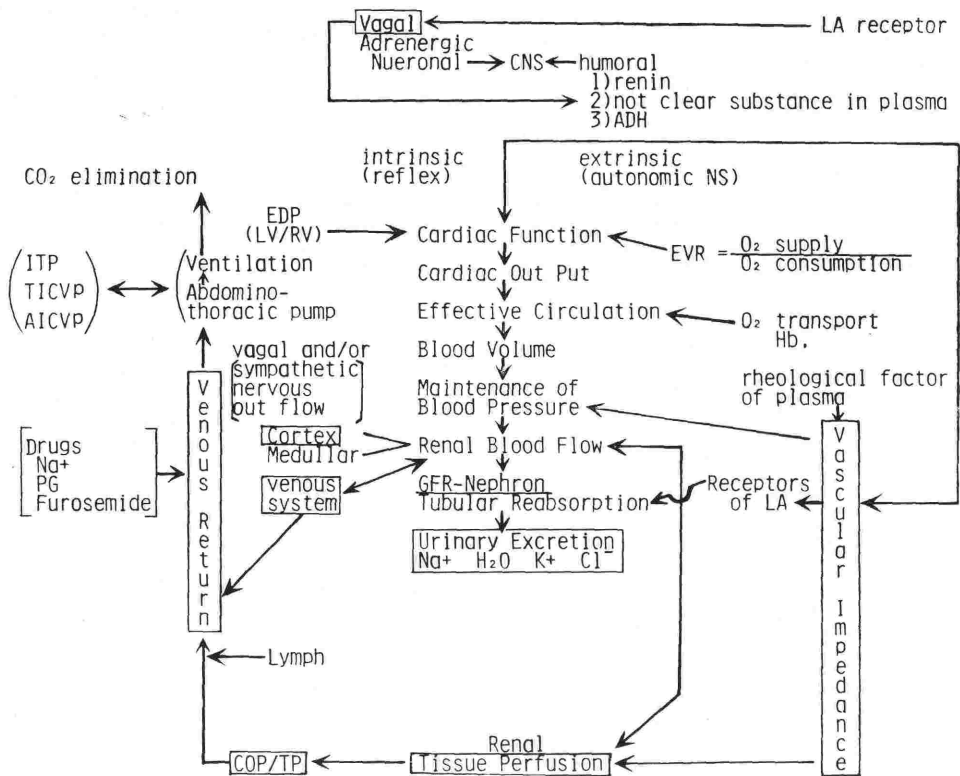 Vagal
LA receptor
Adrenergic
Nueronal
CNS
humoral
1)renin
2)not clear substance in plasma
3)ADH
intrinsic
(reflex)
extrinsic
(autonomic NS)
CO₂ elimination
EDP
(LV/RV)
Cardiac Function
EVR = O₂ supply
O₂ consumption
ITP
TICVP
AICVP
Ventilation
Abdomino-
thoracic pump
Cardiac Out Put
Effective Circulation
O₂ transport
Hb.
Blood Volume
vagal and/or
sympathetic
nervous
out flow
Maintenance of
Blood Pressure
rheological factor
of plasma
Cortex
Medullar
Renal Blood Flow
Drugs
Na+
PG
Furosemide
Venous Return
venous
system
GFR-Nephron
Tubular Reabsorption
Receptors
of LA
Vascular Impedance
Urinary Excretion
Na+ H₂O K+ Cl⁻
Lymph
COP/TP
Renal
Tissue Perfusion